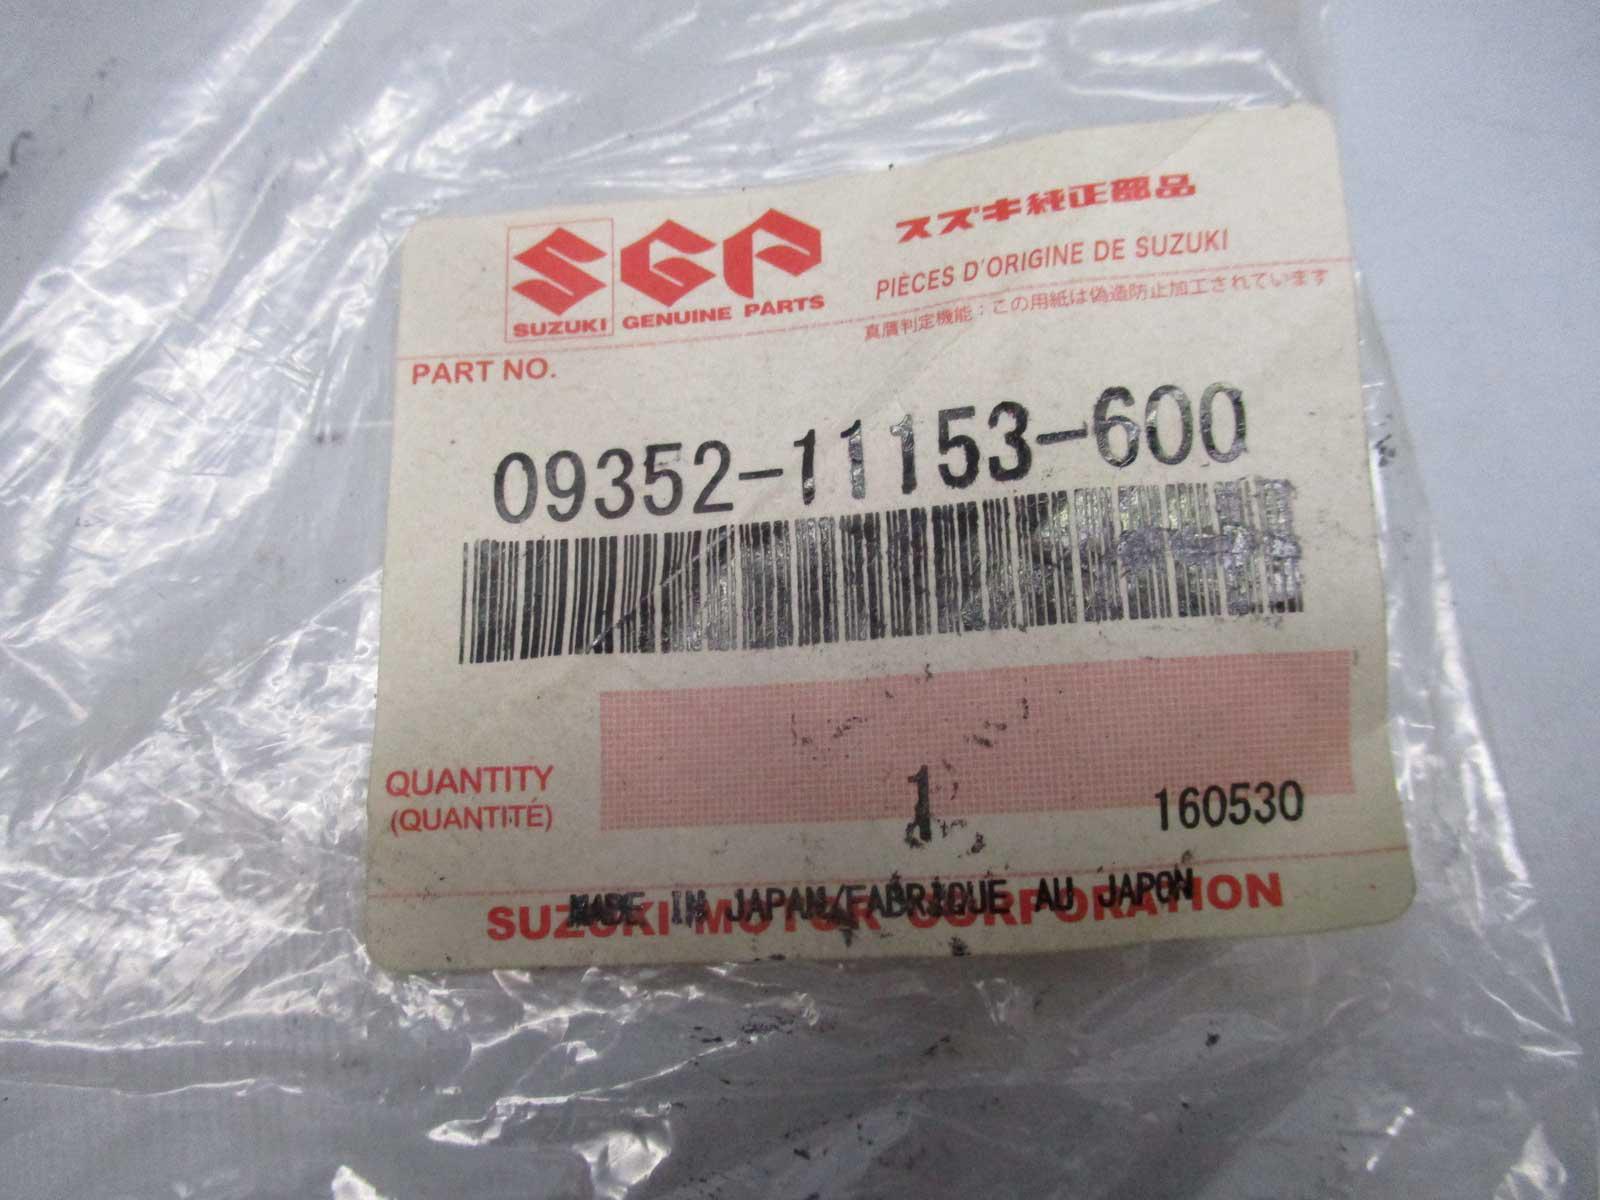 SGP
SUZUKI
GENUINE PARTS
スズキ純正部品
PIÈCES D'ORIGINE DE SUZUKI
真贋判定機能：この用紙は偽造防止加工されています
PART NO.
09352-11153-600
QUANTITY
(QUANTITÉ)
1
160530
MADE IN JAPAN/FABRIQUE AU JAPON
SUZUKI MOTOR CORPORATION